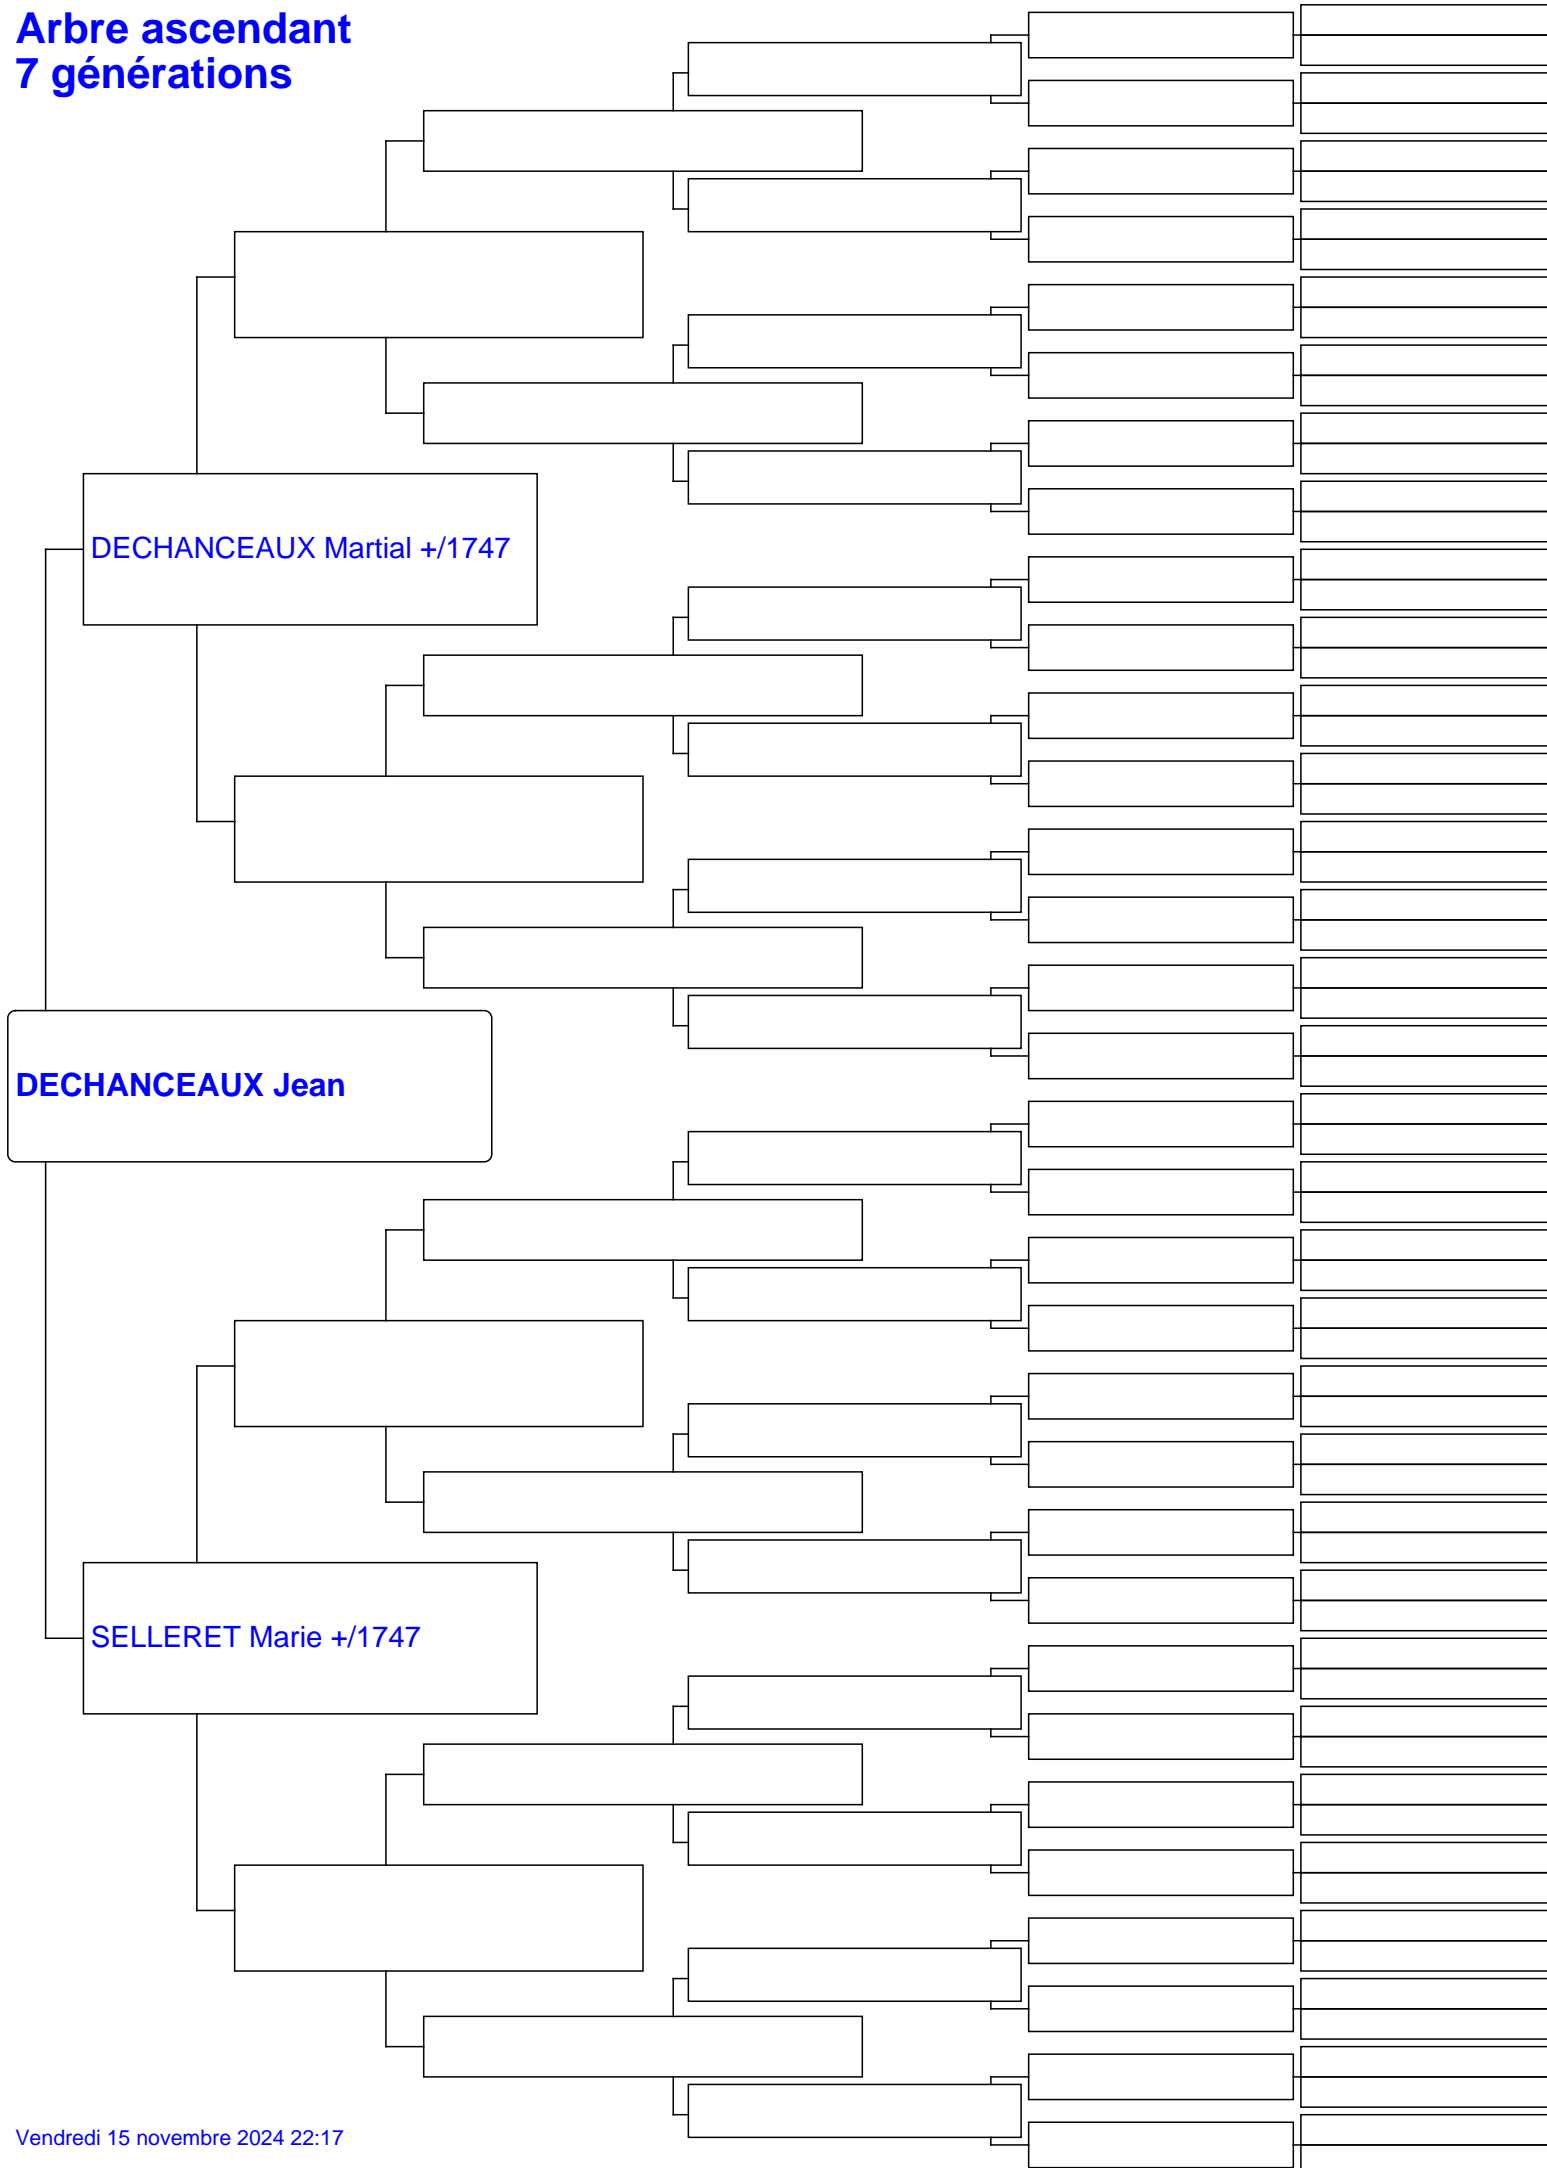 Arbre ascendant
7 générations
DECHANCEAUX Martial +/1747
DECHANCEAUX Jean
SELLERET Marie +/1747
Vendredi 15 novembre 2024 22:17